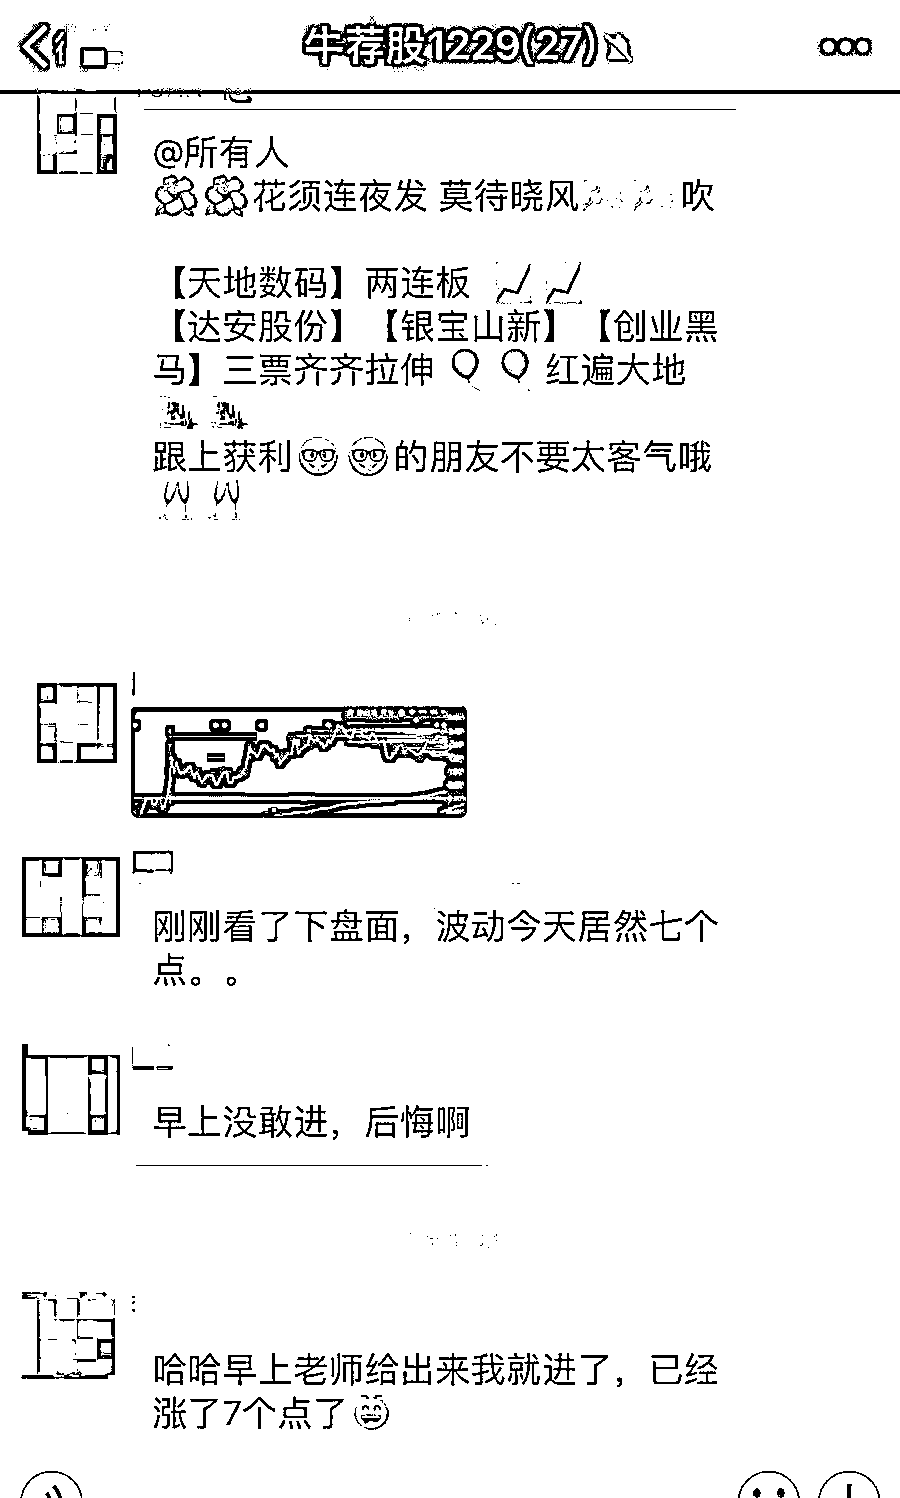 牛荐股1229(27)
@所有人
花须连夜发 莫待晓风吹
【天地数码】两连板
【达安股份】【银宝山新】【创业黑
马】三票齐齐拉伸 红遍大地
跟上获利的朋友不要太客气哦
刚刚看了下盘面，波动今天居然七个
点。。
早上没敢进，后悔啊
哈哈早上老师给出来我就进了，已经
涨了7个点了